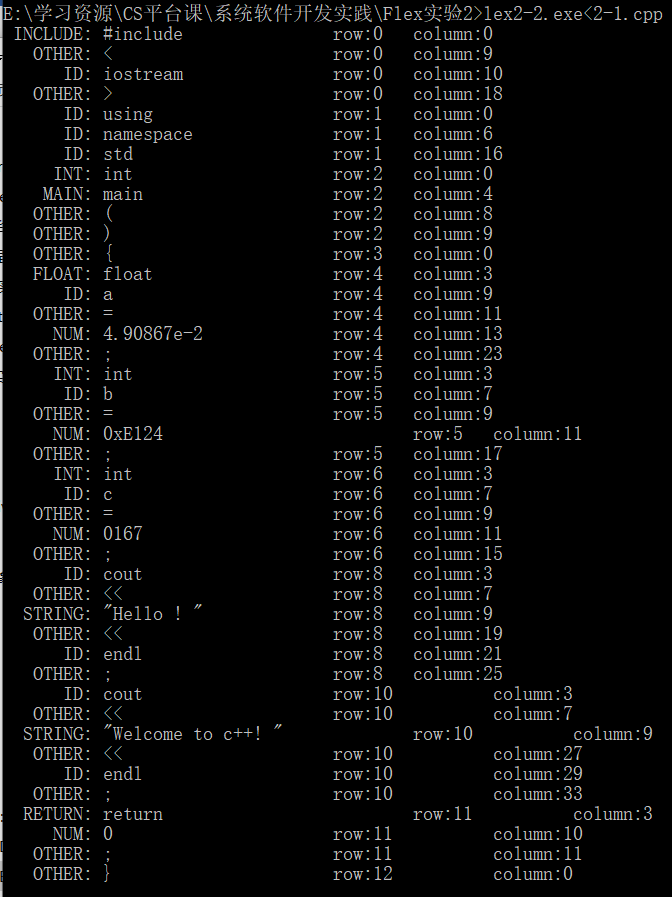 E:\学习资源\CS平台课\系统软件开发实践\Flex实验2>lex2-2.exe<2-1.cpp
INCLUDE: #include row:0 column:0
OTHER: < row:0 column:9
ID: iostream row:0 column:10
OTHER: > row:0 column:18
ID: using row:1 column:0
ID: namespace row:1 column:6
ID: std row:1 column:16
INT: int row:2 column:0
MAIN: main row:2 column:4
OTHER: ( row:2 column:8
OTHER: ) row:2 column:9
OTHER: { row:3 column:0
FLOAT: float row:4 column:3
ID: a row:4 column:9
OTHER: = row:4 column:11
NUM: 4.90867e-2 row:4 column:13
OTHER: ; row:4 column:23
INT: int row:5 column:3
ID: b row:5 column:7
OTHER: = row:5 column:9
NUM: 0xE124 row:5 column:11
OTHER: ; row:5 column:17
INT: int row:6 column:3
ID: c row:6 column:7
OTHER: = row:6 column:9
NUM: 0167 row:6 column:11
OTHER: ; row:6 column:15
ID: cout row:8 column:3
OTHER: << row:8 column:7
STRING: "Hello ! " row:8 column:9
OTHER: << row:8 column:19
ID: endl row:8 column:21
OTHER: ; row:8 column:25
ID: cout row:10 column:3
OTHER: << row:10 column:7
STRING: "Welcome to c++! " row:10 column:9
OTHER: << row:10 column:27
ID: endl row:10 column:29
OTHER: ; row:10 column:33
RETURN: return row:11 column:3
NUM: 0 row:11 column:10
OTHER: ; row:11 column:11
OTHER: } row:12 column:0